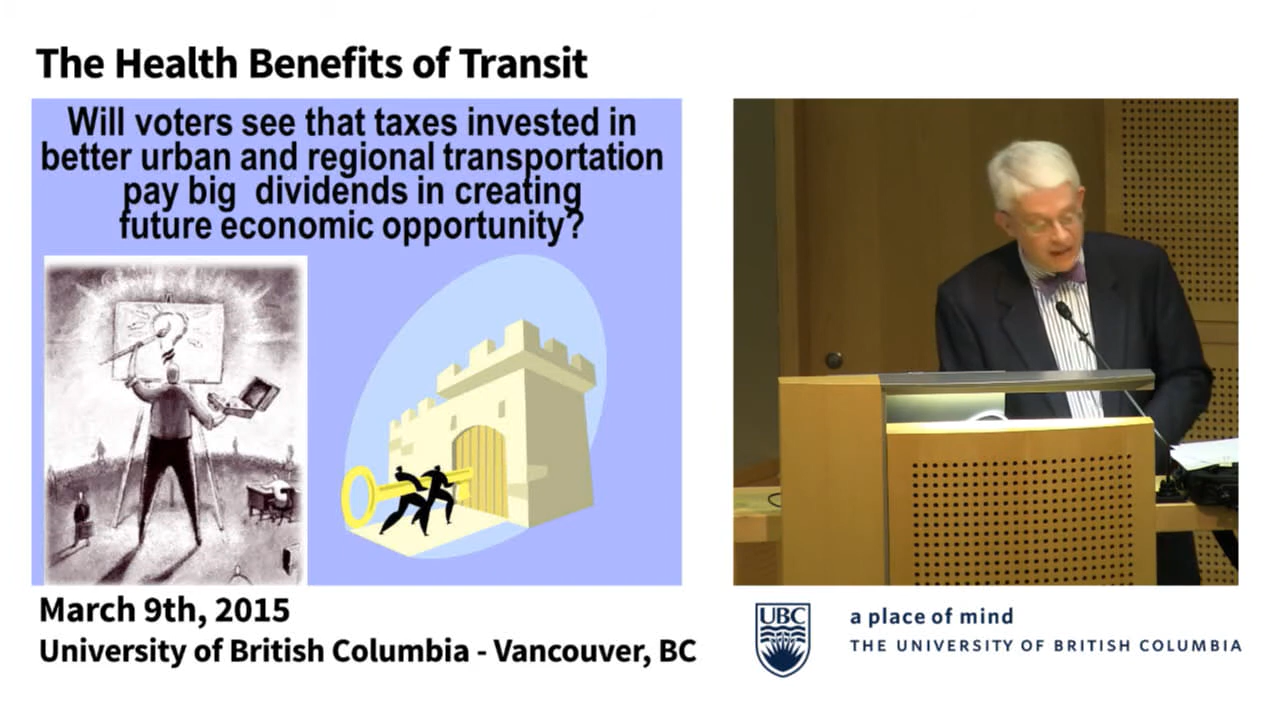 The Health Benefits of Transit
Will voters see that taxes invested in
better urban and regional transportation
pay big dividends in creating
future economic opportunity?
March 9th, 2015
University of British Columbia - Vancouver, BC
UBC
a place of mind
THE UNIVERSITY OF BRITISH COLUMBIA